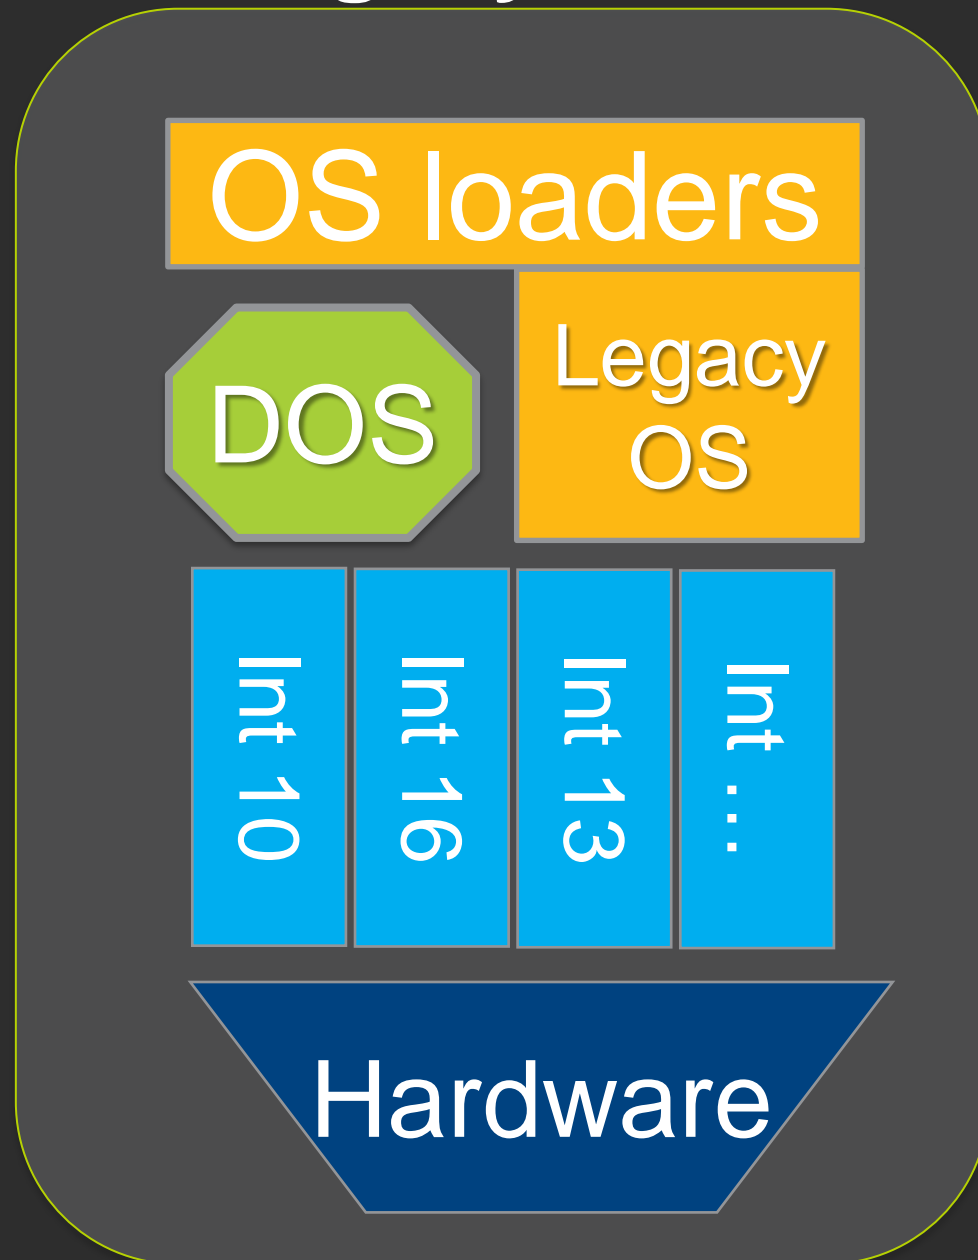 OS loaders
DOS
Legacy
OS
Int 10
Int 16
Int 13
Int ...
Hardware